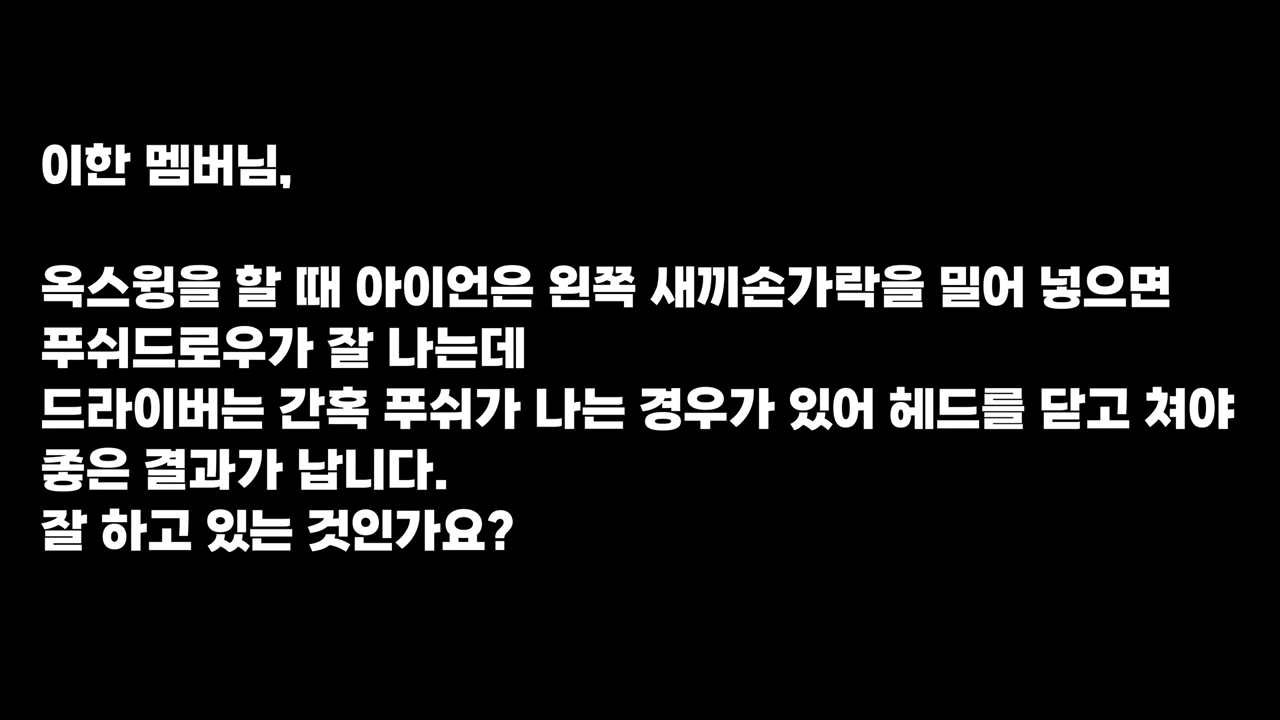 이한 멤버님,
옥스윙을 할 때 아이언은 왼쪽 새끼손가락을 밀어 넣으면
푸쉬드로우가 잘 나는데
드라이버는 간혹 푸쉬가 나는 경우가 있어 헤드를 닫고 쳐야
좋은 결과가 납니다.
잘 하고 있는 것인가요?